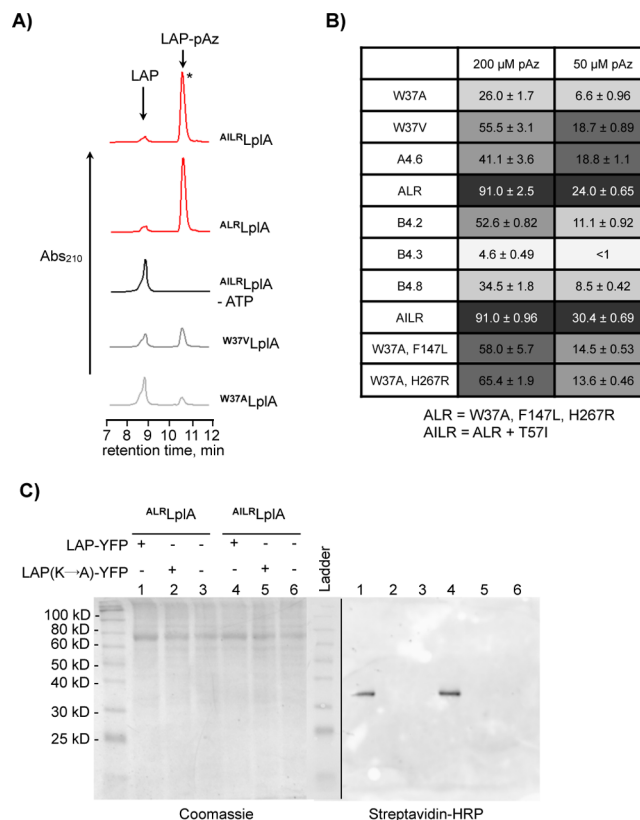 A)
LAP-pAz
LAP
*
AILRLplA
ALRLplA
Abs210
AILRLplA
- ATP
W37VLplA
W37ALplA
7 8 9 10 11 12
retention time, min
B)
200 µM pAz 50 µM pAz
W37A 26.0 ± 1.7 6.6 ± 0.96
W37V 55.5 ± 3.1 18.7 ± 0.89
A4.6 41.1 ± 3.6 18.8 ± 1.1
ALR 91.0 ± 2.5 24.0 ± 0.65
B4.2 52.6 ± 0.82 11.1 ± 0.92
B4.3 4.6 ± 0.49 <1
B4.8 34.5 ± 1.8 8.5 ± 0.42
AILR 91.0 ± 0.96 30.4 ± 0.69
W37A, F147L 58.0 ± 5.7 14.5 ± 0.53
W37A, H267R 65.4 ± 1.9 13.6 ± 0.46
ALR = W37A, F147L, H267R
AILR = ALR + T57I
C)
ALRLplA AILRLplA
LAP-YFP + - - + - -
LAP(K→A)-YFP - + - - + -
Ladder
1 2 3 4 5 6 1 2 3 4 5 6
100 kD -
80 kD -
60 kD -
50 kD -
40 kD -
30 kD -
25 kD -
Coomassie Streptavidin-HRP